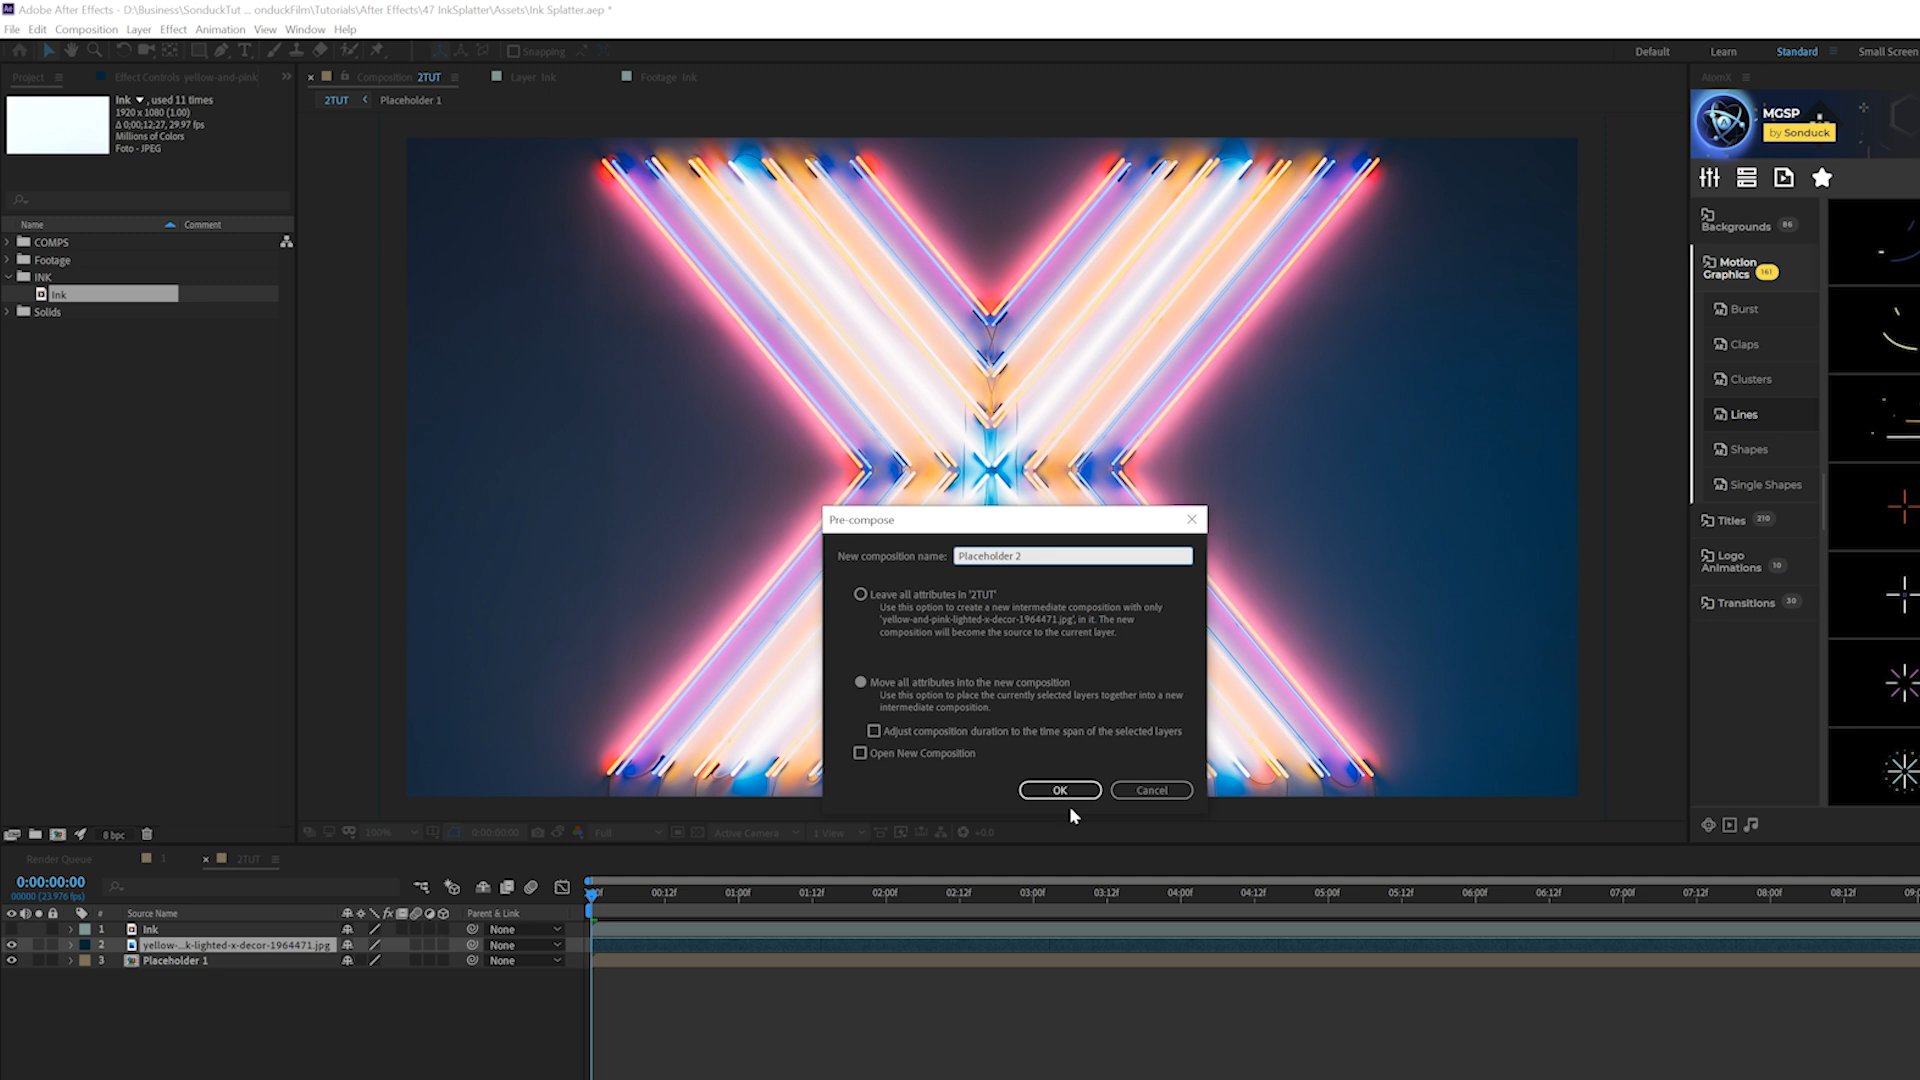 Adobe After Effects - D:\Business\SonduckTut ... onduckFilm\Tutorials\After Effects\47 InkSplatter\Assets\Ink Splatter.aep *
File Edit Composition Layer Effect Animation View Window Help
Snapping
Default Learn Standard Small Screen
Project
Effect Controls yellow-and-pink
Composition 2TUT
Layer Ink
Footage Ink
2TUT Placeholder 1
Ink , used 11 times
1920 x 1080 (1.00)
Δ 0;00;12;27, 29.97 fps
Millions of Colors
Foto - JPEG
Name Comment
COMPS
Footage
INK
Ink
Solids
AtomX
MGSP
by Sonduck
Backgrounds 86
Motion
Graphics 161
Burst
Claps
Clusters
Lines
Shapes
Single Shapes
Titles 210
Logo
Animations 10
Transitions 30
Pre-compose
New composition name: Placeholder 2
Leave all attributes in '2TUT'
Use this option to create a new intermediate composition with only
'yellow-and-pink-lighted-x-decor-1964471.jpg', in it. The new
composition will become the source to the current layer.
Move all attributes into the new composition
Use this option to place the currently selected layers together into a new
intermediate composition.
Adjust composition duration to the time span of the selected layers
Open New Composition
OK Cancel
8 bpc
100% 0:00:00:00 Full Active Camera 1 View +0.0
Render Queue 1 2TUT
0:00:00:00
00000 (23.976 fps)
00:12f 01:00f 01:12f 02:00f 02:12f 03:00f 03:12f 04:00f 04:12f 05:00f 05:12f 06:00f 06:12f 07:00f 07:12f 08:00f 08:12f
# Source Name fx Parent & Link
1 Ink None
2 yellow-...k-lighted-x-decor-1964471.jpg None
3 Placeholder 1 None